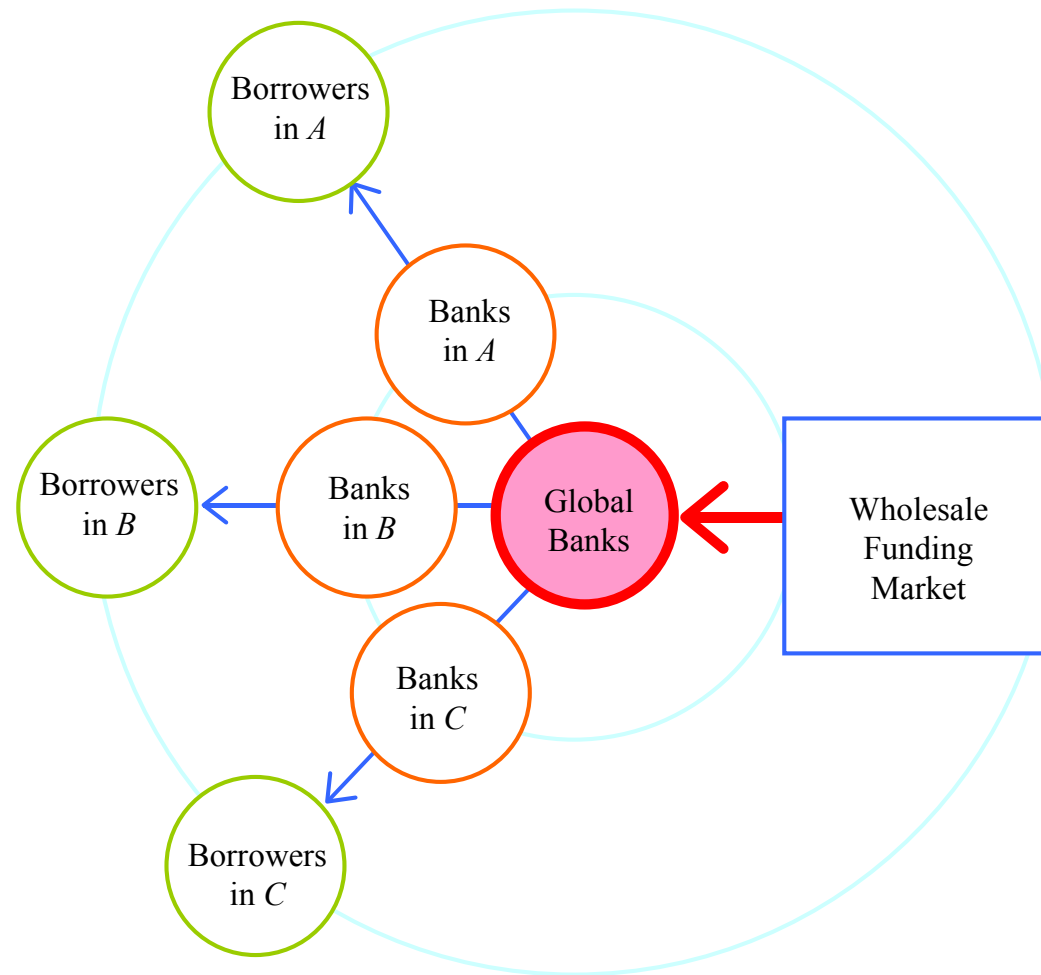 Borrowers
in A
Banks
in A
Borrowers
in B
Banks
in B
Global
Banks
Wholesale
Funding
Market
Banks
in C
Borrowers
in C